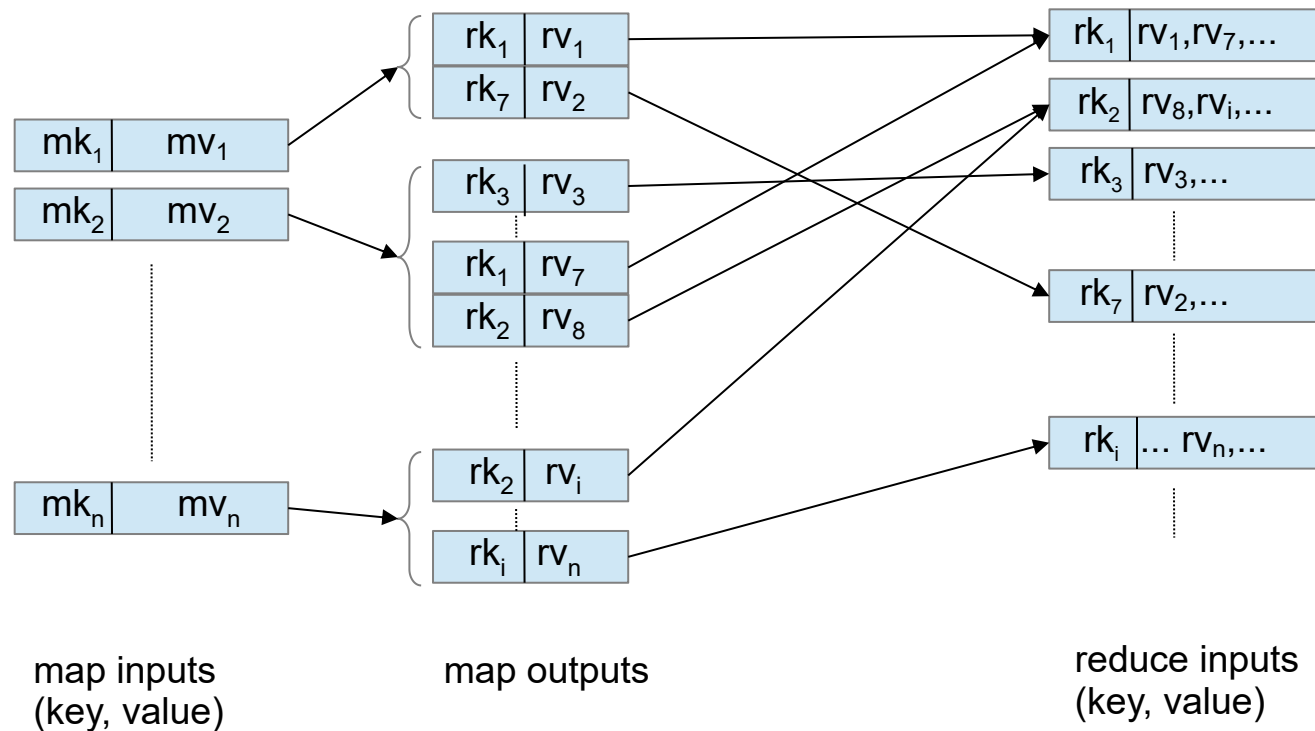 mk₁ mv₁
mk₂ mv₂
mkₙ mvₙ
rk₁ rv₁
rk₇ rv₂
rk₃ rv₃
rk₁ rv₇
rk₂ rv₈
rk₂ rvᵢ
rkᵢ rvₙ
rk₁ rv₁,rv₇,...
rk₂ rv₈,rvᵢ,...
rk₃ rv₃,...
rk₇ rv₂,...
rkᵢ ... rvₙ,...
map inputs
(key, value)
map outputs
reduce inputs
(key, value)